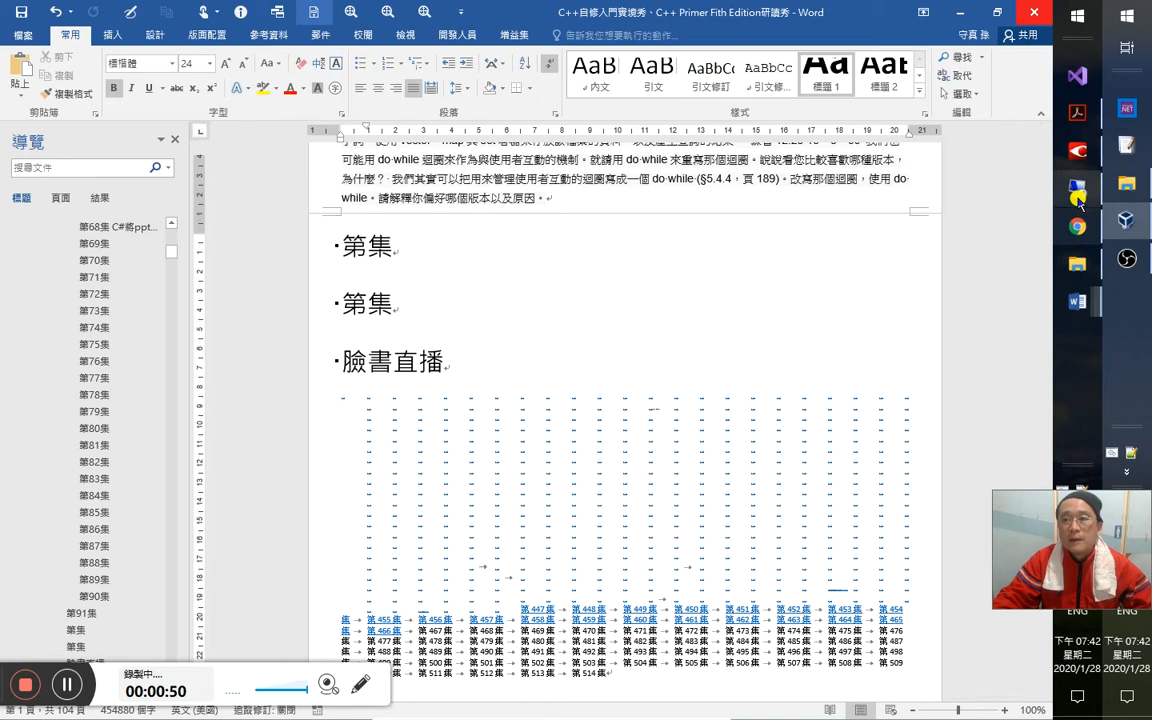 C++自修入門實境秀、C++ Primer Fith Edition研讀秀 - Word
檔案 常用 插入 設計 版面配置 參考資料 郵件 校閱 檢視 開發人員 增益集 告訴我您想要執行的動作... 守真 孫 共用
貼上 剪下 複製 複製格式
標楷體 24
B I U abc x₂ x² A
AaB AaB AaBbC AaBbCc AaB Aat
內文 引文 引文修訂 引文修... 標題 1 標題 2
尋找 取代 選取
剪貼簿 字型 段落 樣式 編輯
導覽
搜尋文件
標題 頁面 結果
第68集 C#將ppt...
第69集
第70集
第71集
第72集
第73集
第74集
第75集
第76集
第77集
第78集
第79集
第80集
第81集
第82集
第83集
第84集
第85集
第86集
第87集
第88集
第89集
第90集
第91集
第集
第集
可能用 do·while 迴圈來作為與使用者互動的機制。就請用 do·while 來重寫那個迴圈。說說看您比較喜歡哪種版本，
為什麼？ 我們其實可以把用來管理使用者互動的迴圈寫成一個 do·while·(§5.4.4，頁 189)。改寫那個迴圈，使用 do·
while。請解釋你偏好哪個版本以及原因。
第集
第集
臉書直播
第 447 集 第 448 集 第 449 集 第 450 集 第 451 集 第 452 集 第 453 集 第 454
集 第 455 集 第 456 集 第 457 集 第 458 集 第 459 集 第 460 集 第 461 集 第 462 集 第 463 集 第 464 集 第 465
集 第 466 集 第 467 集 第 468 集 第 469 集 第 470 集 第 471 集 第 472 集 第 473 集 第 474 集 第 475 集 第 476
集 第 477 集 第 478 集 第 479 集 第 480 集 第 481 集 第 482 集 第 483 集 第 484 集 第 485 集 第 486 集 第 487
集 第 488 集 第 489 集 第 490 集 第 491 集 第 492 集 第 493 集 第 494 集 第 495 集 第 496 集 第 497 集 第 498
第 500 集 第 501 集 第 502 集 第 503 集 第 504 集 第 505 集 第 506 集 第 507 集 第 508 集 第 509
第 511 集 第 512 集 第 513 集 第 514 集
錄製中...
00:00:50
第 1 頁，共 104 頁 454880 個字 英文 (美國) 追蹤修訂: 關閉 100%
.NET
ENG ENG
下午 07:42 下午 07:42
星期二 星期二
2020/1/28 2020/1/28